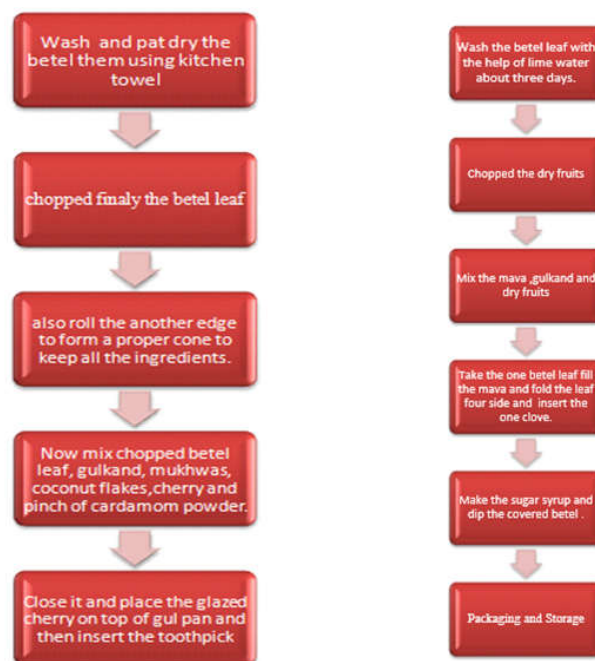 Wash and pat dry the
betel them using kitchen
towel
chopped finaly the betel leaf
also roll the another edge
to form a proper cone to
keep all the ingredients.
Now mix chopped betel
leaf, gulkand, mukhwas,
coconut flakes,cherry and
pinch of cardamom powder.
Close it and place the glazed
cherry on top of gul pan and
then insert the toothpick
Wash the betel leaf with
the help of lime water
about three days.
Chopped the dry fruits
Mix the mava ,gulkand and
dry fruits
Take the one betel leaf fill
the mava and fold the leaf
four side and insert the
one clove.
Make the sugar syrup and
dip the covered betel .
Packaging and Storage